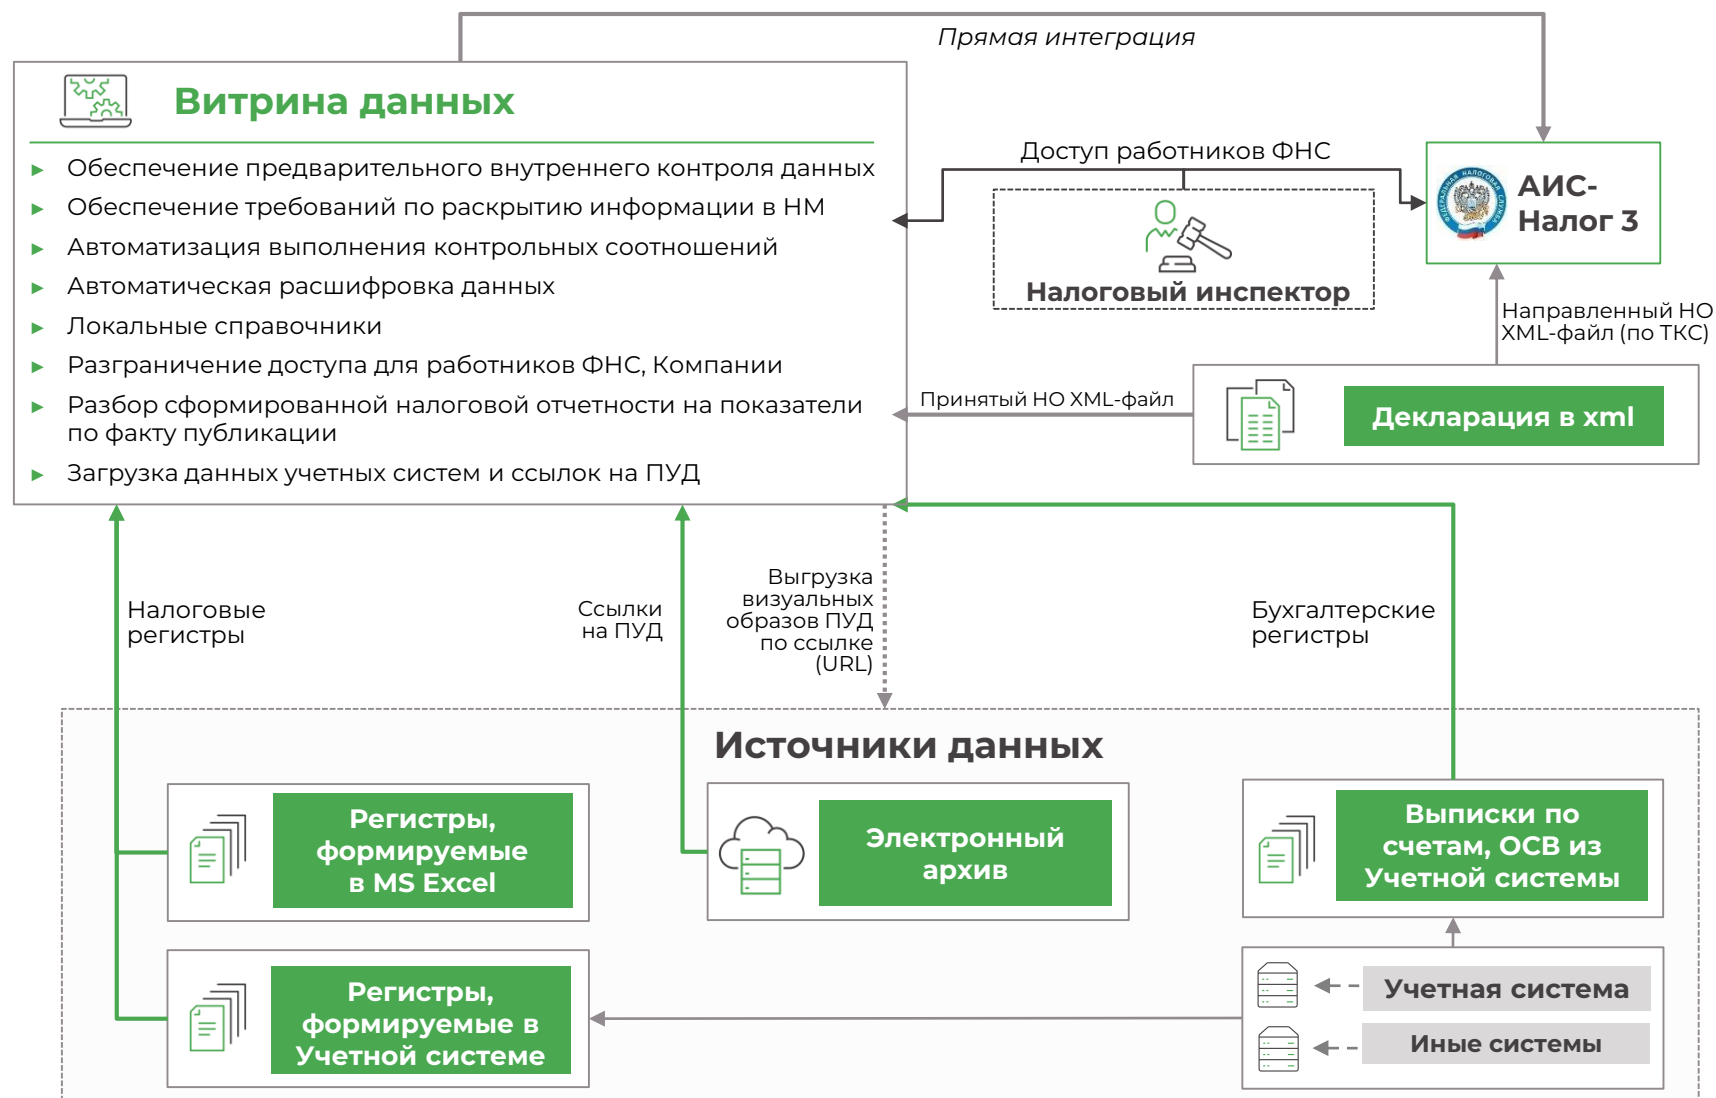 Прямая интеграция
Витрина данных
Обеспечение предварительного внутреннего контроля данных
Обеспечение требований по раскрытию информации в НМ
Автоматизация выполнения контрольных соотношений
Автоматическая расшифровка данных
Локальные справочники
Разграничение доступа для работников ФНС, Компании
Разбор сформированной налоговой отчетности на показатели
по факту публикации
Загрузка данных учетных систем и ссылок на ПУД
Доступ работников ФНС
Налоговый инспектор
ФЕДЕРАЛЬНАЯ НАЛОГОВАЯ СЛУЖБА
АИС-
Налог 3
Направленный НО
XML-файл (по ТКС)
Принятый НО XML-файл
Декларация в xml
Налоговые
регистры
Ссылки
на ПУД
Выгрузка
визуальных
образов ПУД
по ссылке
(URL)
Бухгалтерские
регистры
Источники данных
Регистры,
формируемые
в MS Excel
Электронный
архив
Выписки по
счетам, ОСВ из
Учетной системы
Регистры,
формируемые в
Учетной системе
Учетная система
Иные системы